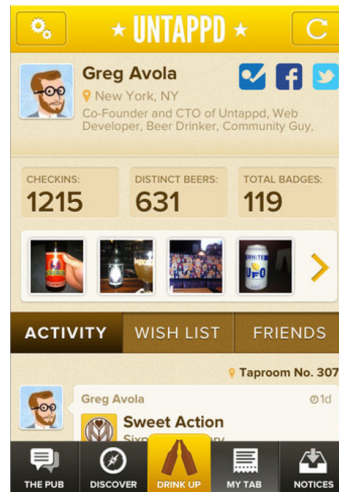 ★ UNTAPPD ★
Greg Avola
New York, NY
Co-Founder and CTO of Untappd, Web
Developer, Beer Drinker, Community Guy,
CHECKINS: DISTINCT BEERS: TOTAL BADGES:
1215 631 119
UFO
ACTIVITY WISH LIST FRIENDS
Taproom No. 307
Greg Avola 1d
Sweet Action
THE PUB DISCOVER DRINK UP MY TAB NOTICES